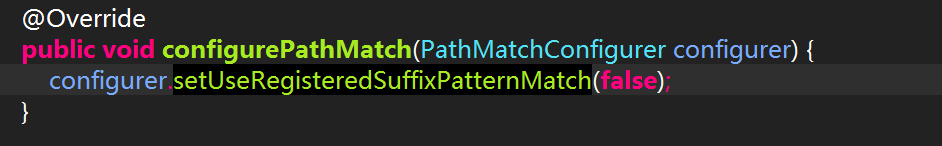 @Override
public void configurePathMatch(PathMatchConfigurer configurer) {
configurer.setUseRegisteredSuffixPatternMatch(false);
}